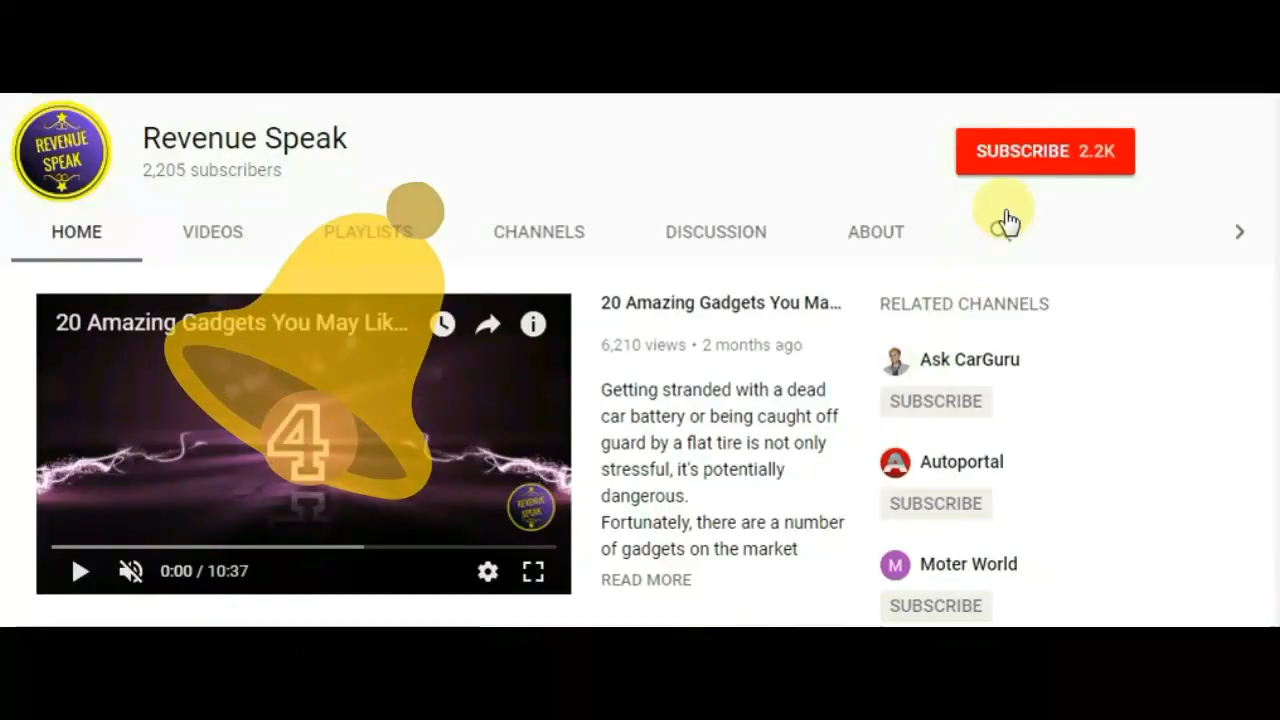 REVENUE
SPEAK
Revenue Speak
2,205 subscribers
SUBSCRIBE 2.2K
HOME
VIDEOS
PLAYLISTS
CHANNELS
DISCUSSION
ABOUT
20 Amazing Gadgets You May Lik...
4
REVENUE
SPEAK
0:00 / 10:37
20 Amazing Gadgets You Ma...
6,210 views • 2 months ago
Getting stranded with a dead
car battery or being caught off
guard by a flat tire is not only
stressful, it's potentially
dangerous.
Fortunately, there are a number
of gadgets on the market
READ MORE
RELATED CHANNELS
Ask CarGuru
SUBSCRIBE
A
Autoportal
SUBSCRIBE
M
Moter World
SUBSCRIBE